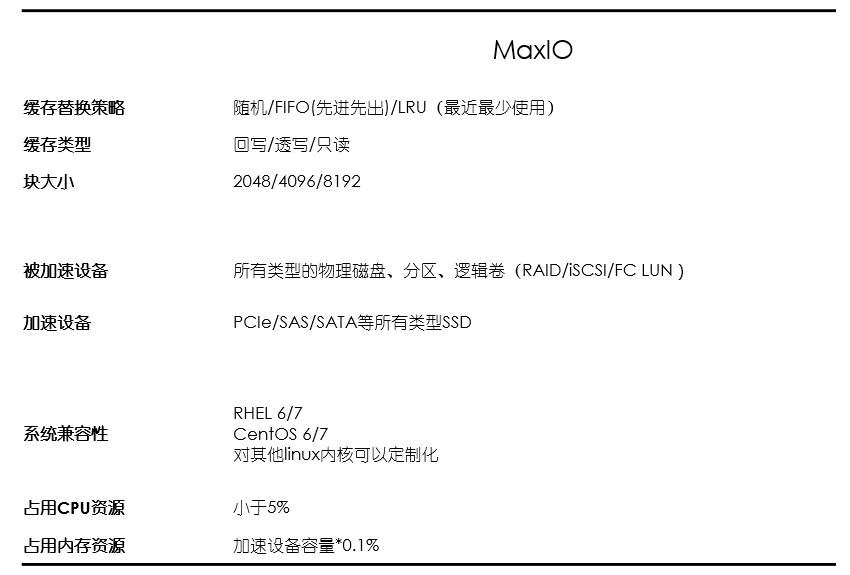 MaxIO
缓存替换策略 随机/FIFO(先进先出)/LRU（最近最少使用）
缓存类型 回写/透写/只读
块大小 2048/4096/8192
被加速设备 所有类型的物理磁盘、分区、逻辑卷（RAID/iSCSI/FC LUN ）
加速设备 PCIe/SAS/SATA等所有类型SSD
RHEL 6/7
系统兼容性 CentOS 6/7
对其他linux内核可以定制化
占用CPU资源 小于5%
占用内存资源 加速设备容量*0.1%